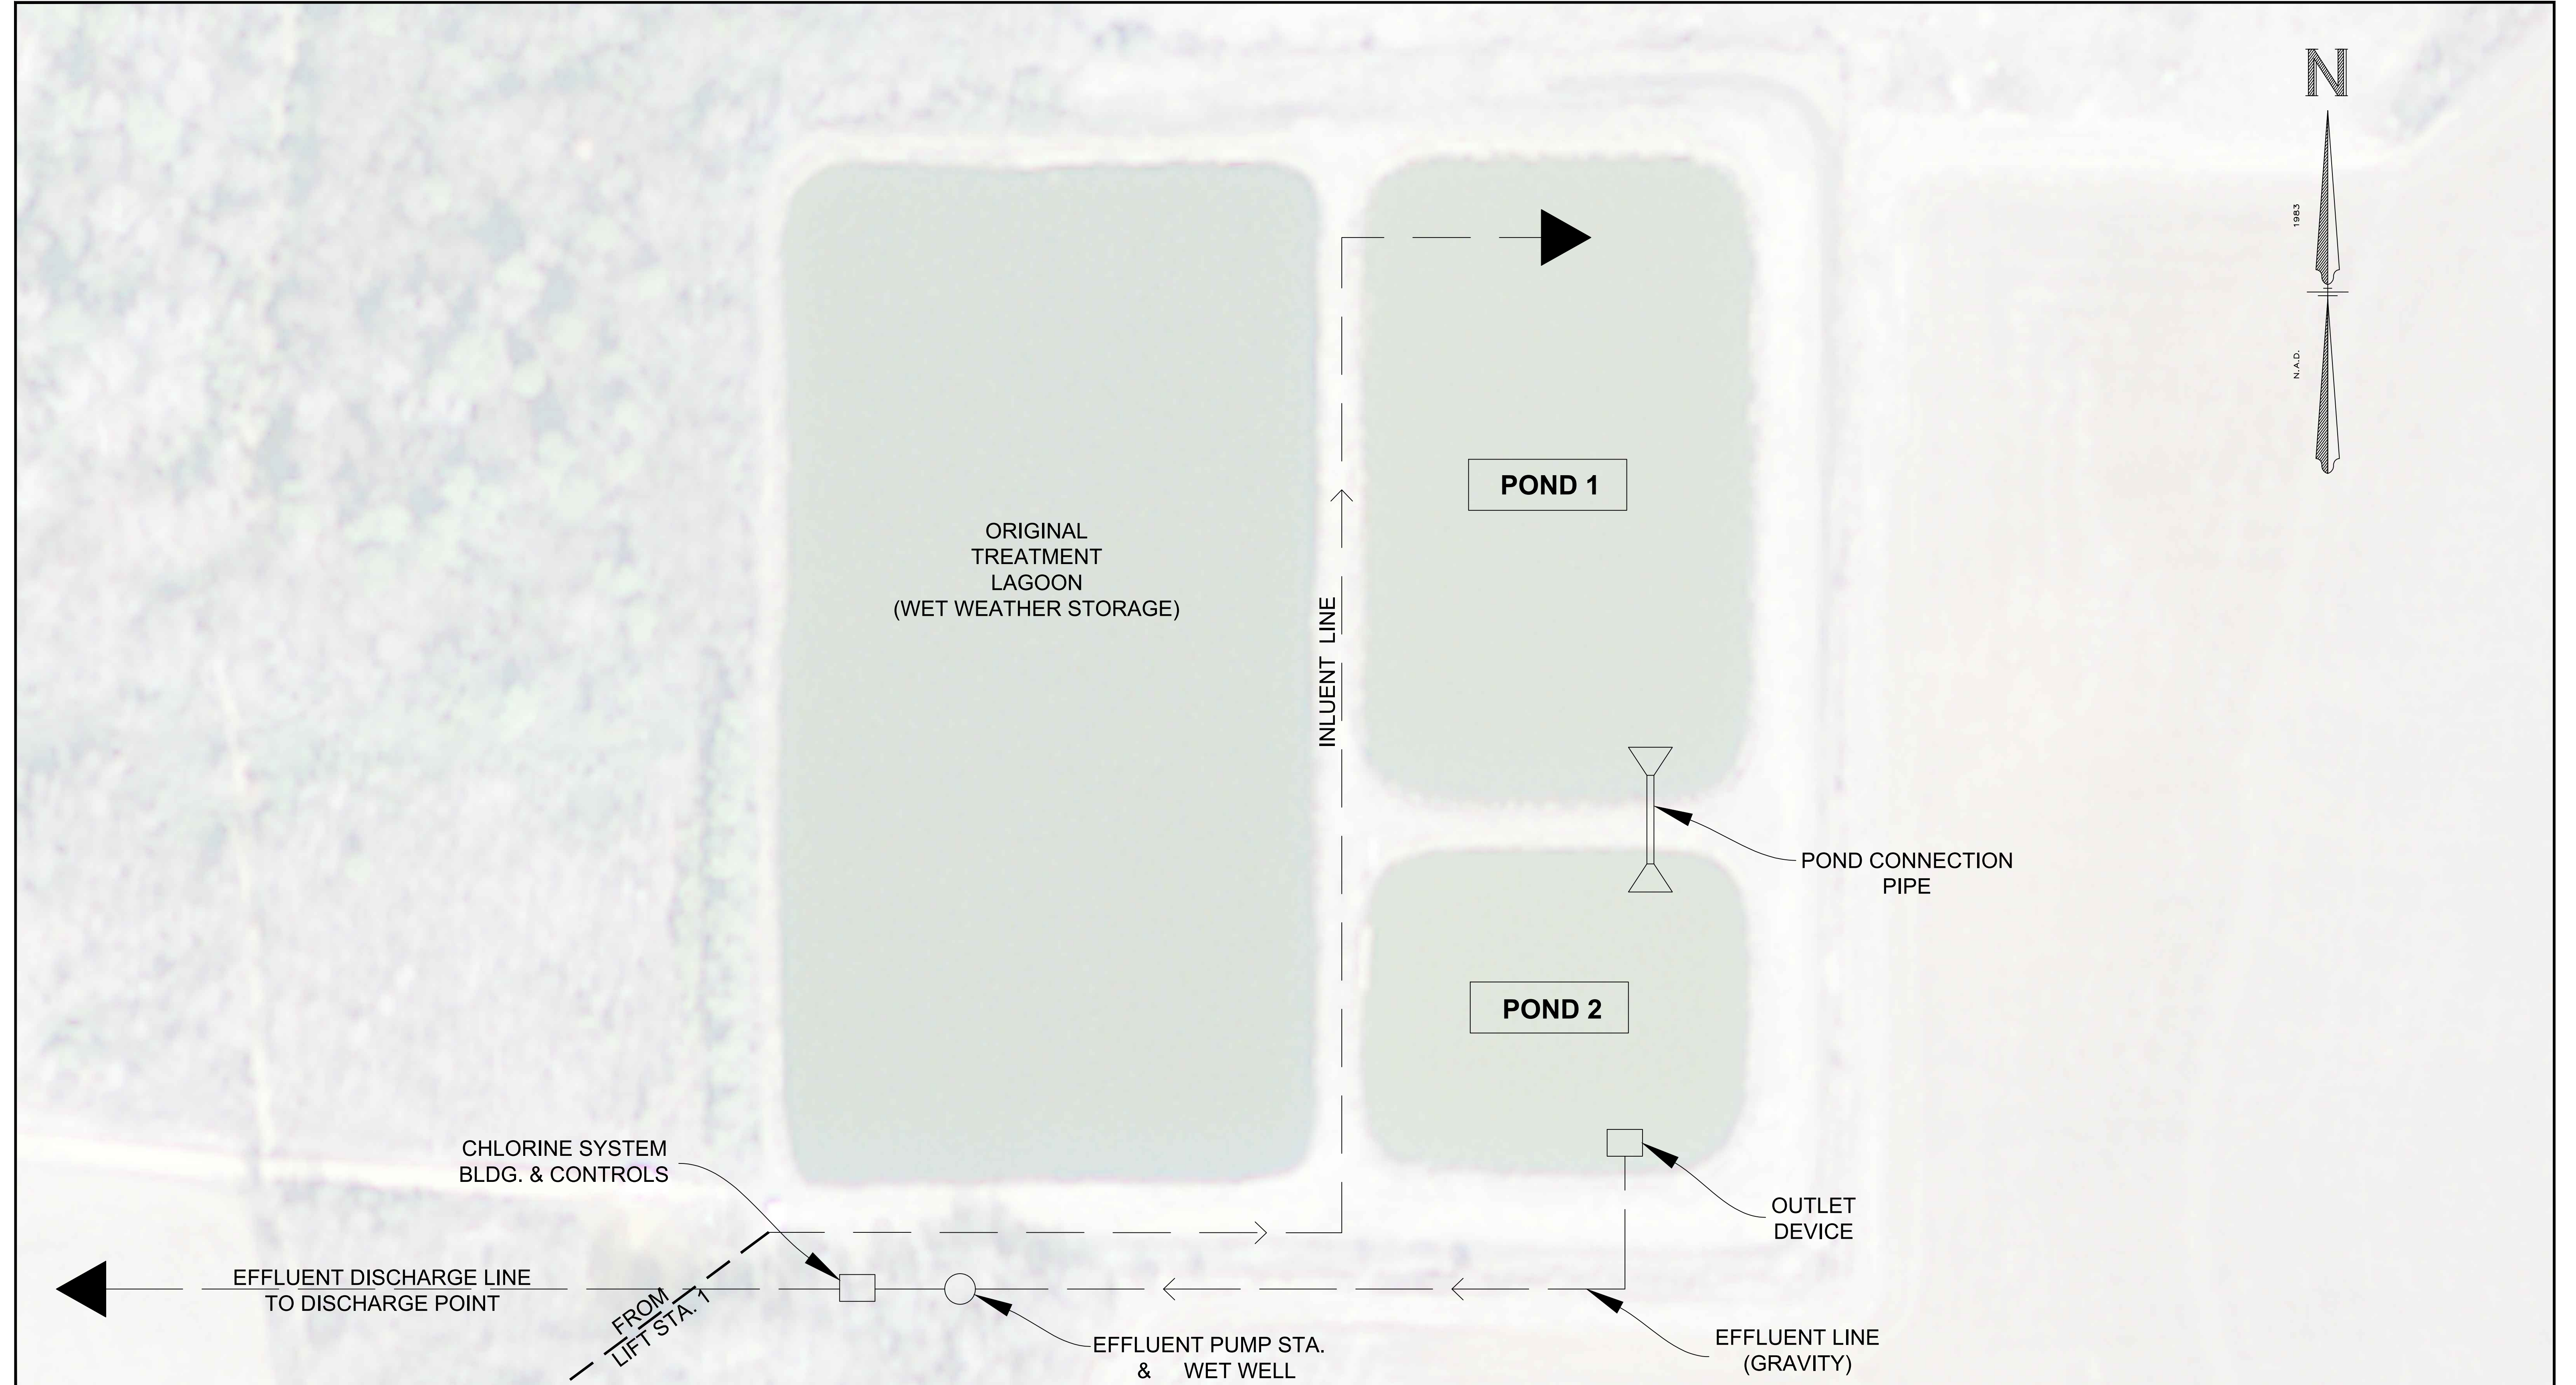 N
1983
N.A.D.
POND 1
ORIGINAL
TREATMENT
LAGOON
(WET WEATHER STORAGE)
INLUENT LINE
POND CONNECTION
PIPE
POND 2
CHLORINE SYSTEM
BLDG. & CONTROLS
OUTLET
DEVICE
EFFLUENT DISCHARGE LINE
TO DISCHARGE POINT
FROM
LIFT STA. 1
EFFLUENT PUMP STA.
& WET WELL
EFFLUENT LINE
(GRAVITY)